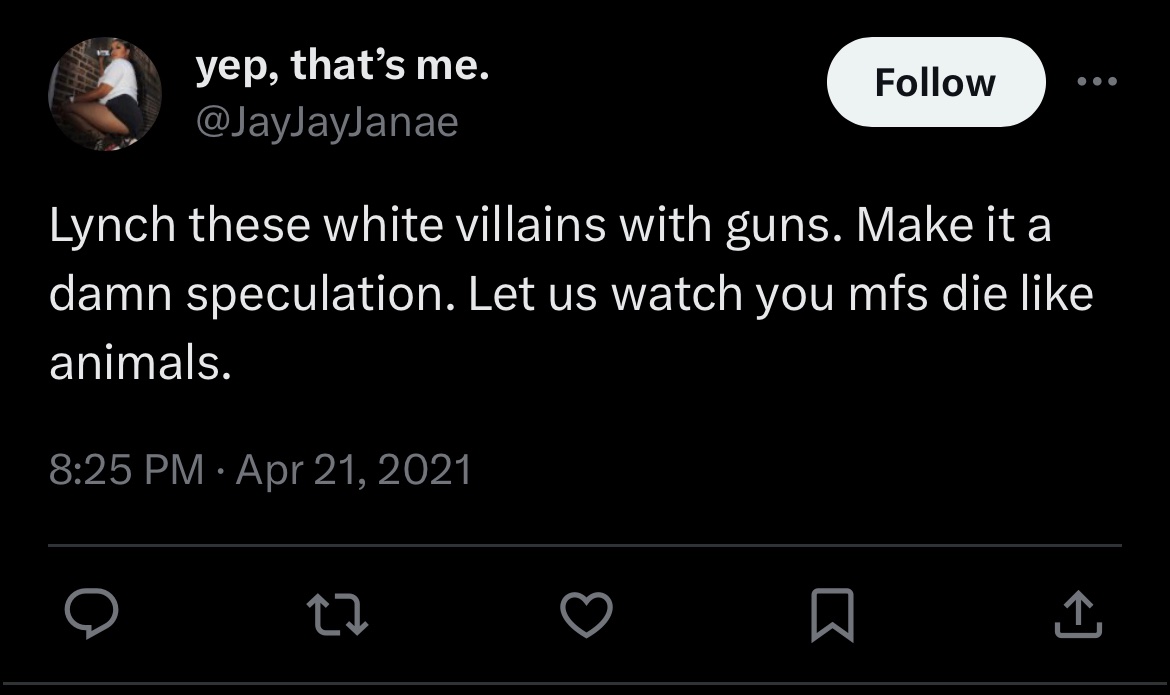 yep, that’s me.
@JayJayJanae
Follow
Lynch these white villains with guns. Make it a
damn speculation. Let us watch you mfs die like
animals.
8:25 PM · Apr 21, 2021